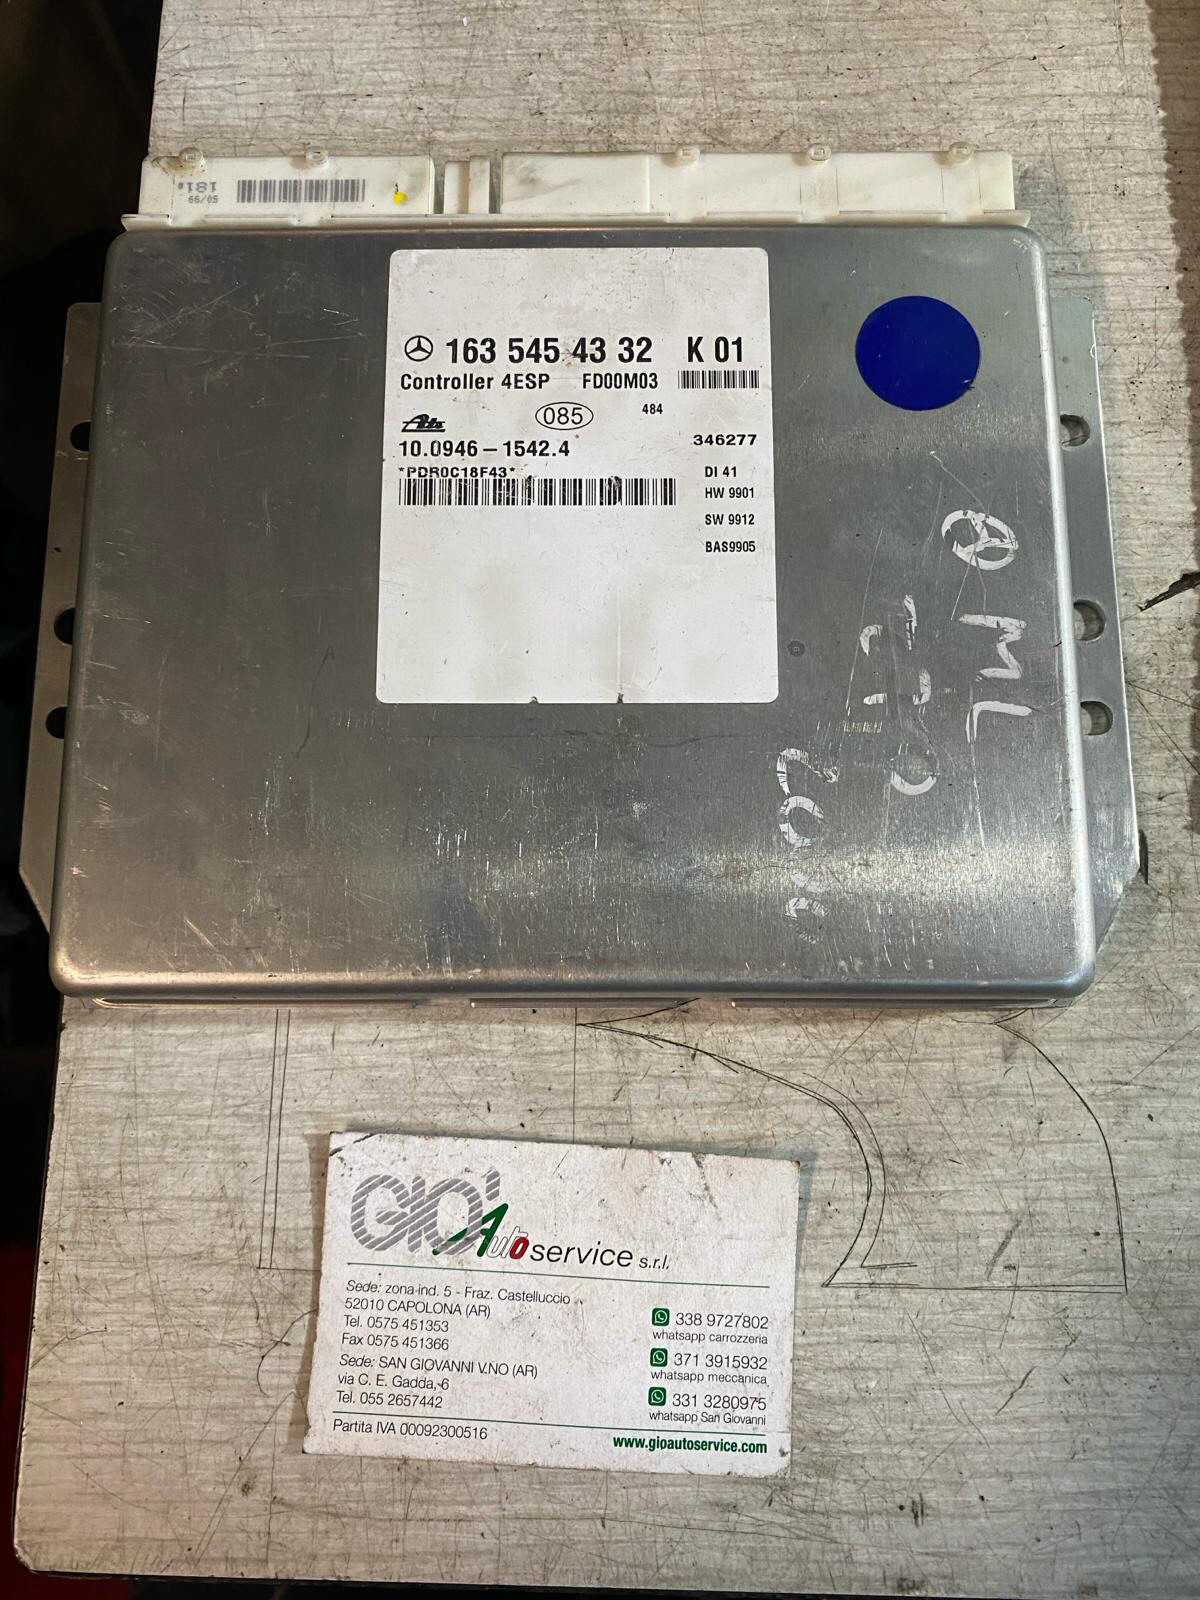 181
66/05
163 545 43 32 K 01
Controller 4ESP FD00M03
Ate 085 484
10.0946-1542.4 346277
*PDR0C18F43* DI 41
HW 9901
SW 9912
BAS9905
ML
GIO' Auto service s.r.l.
Sede: zona ind. 5 - Fraz. Castelluccio
52010 CAPOLONA (AR)
Tel. 0575 451353
Fax 0575 451366
Sede: SAN GIOVANNI V.NO (AR)
via C. E. Gadda, 6
Tel. 055 2657442
Partita IVA 00092300516
338 9727802
whatsapp carrozzeria
371 3915932
whatsapp meccanica
331 3280975
whatsapp San Giovanni
www.gioautoservice.com